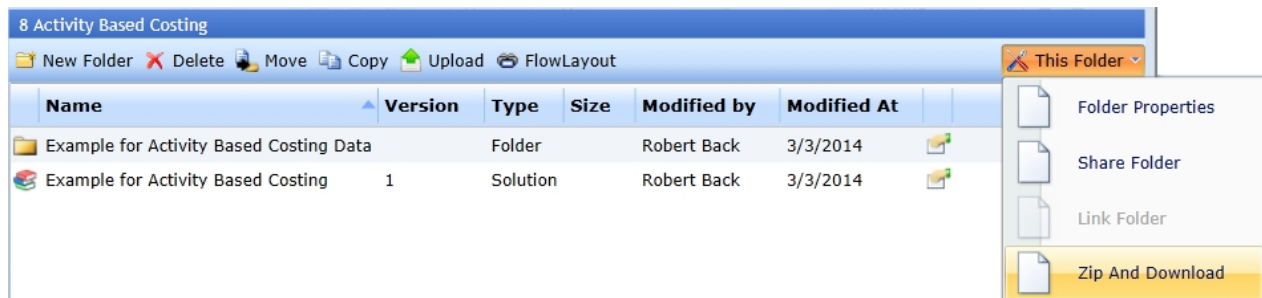 8 Activity Based Costing
New Folder Delete Move Copy Upload FlowLayout This Folder
Name Version Type Size Modified by Modified At
Folder Properties
Example for Activity Based Costing Data Folder Robert Back 3/3/2014
Share Folder
Example for Activity Based Costing 1 Solution Robert Back 3/3/2014
Link Folder
Zip And Download